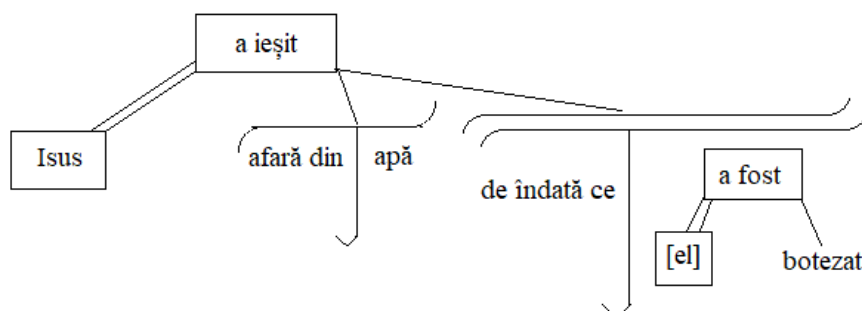 a ieșit
Isus
afară din
apă
de îndată ce
a fost
[el]
botezat